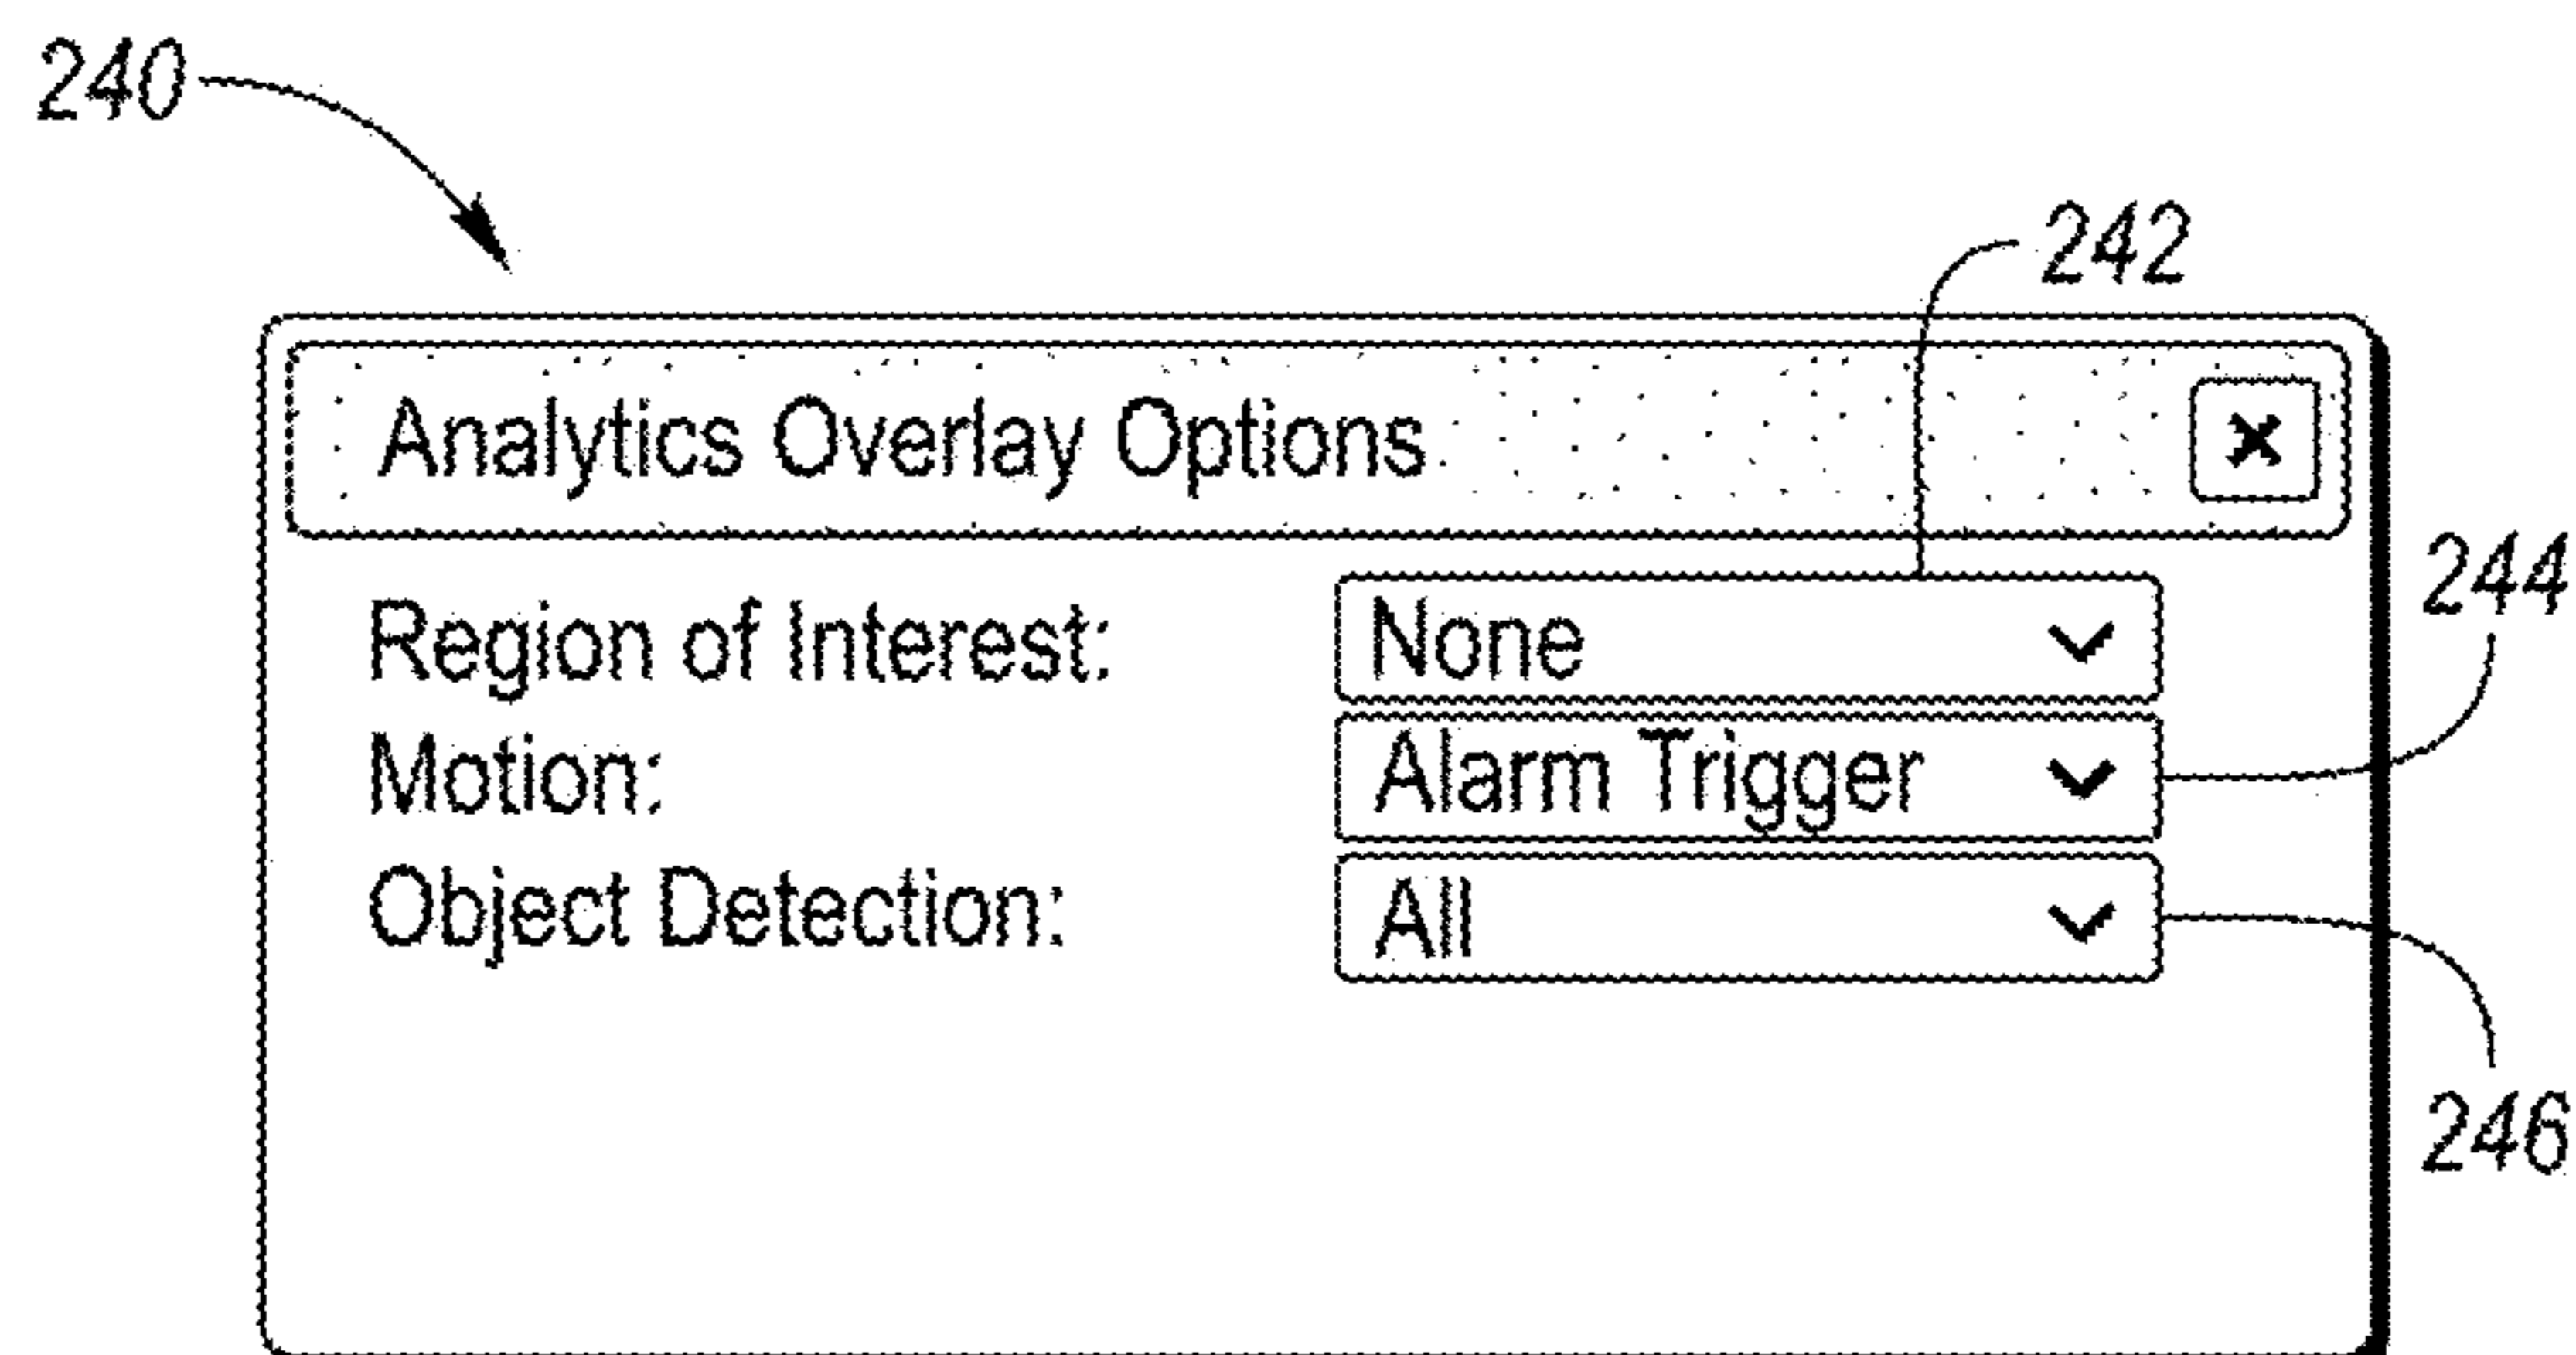 240
242
Analytics Overlay Options
244
Region of Interest: None
Motion: Alarm Trigger
Object Detection: All
246